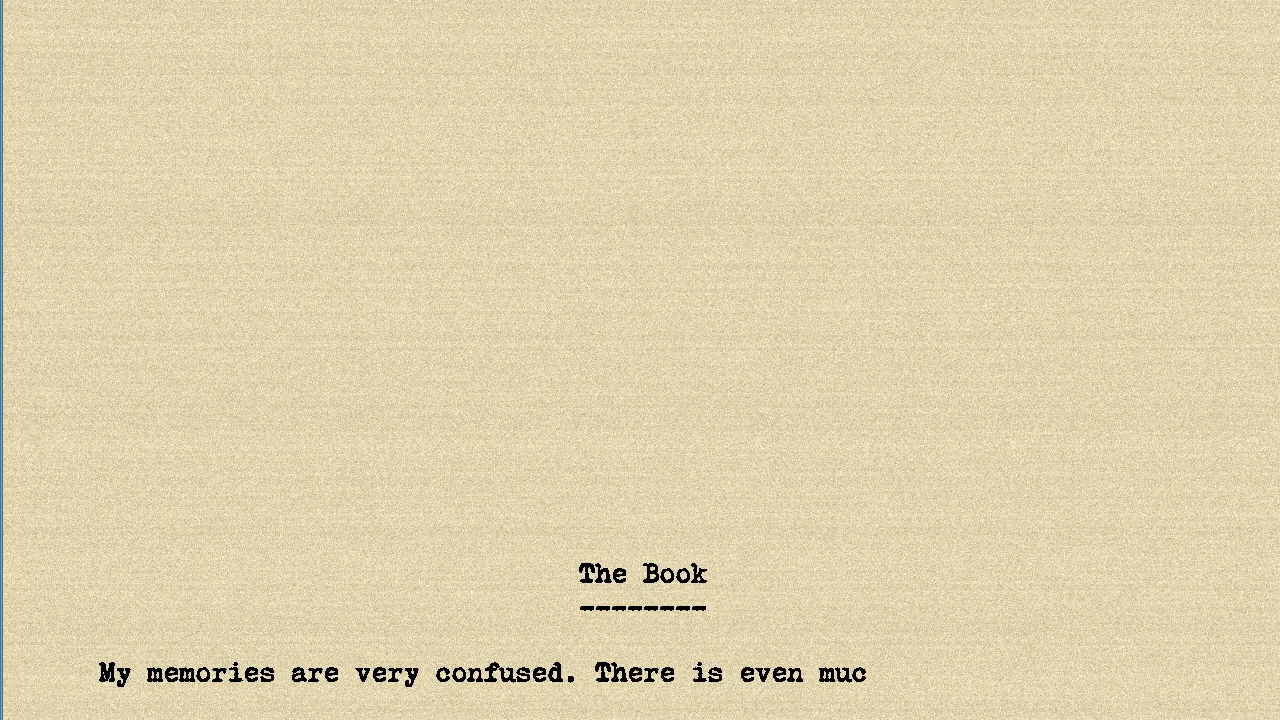 The Book
--------
My memories are very confused. There is even muc